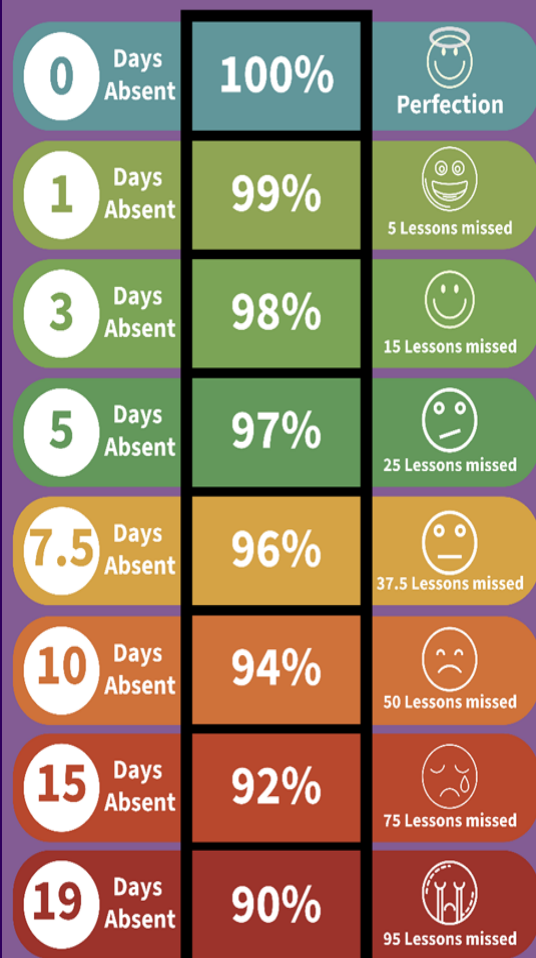 0
Days
Absent
100%
Perfection
1
Days
Absent
99%
5 Lessons missed
3
Days
Absent
98%
15 Lessons missed
5
Days
Absent
97%
25 Lessons missed
7.5
Days
Absent
96%
37.5 Lessons missed
10
Days
Absent
94%
50 Lessons missed
15
Days
Absent
92%
75 Lessons missed
19
Days
Absent
90%
95 Lessons missed